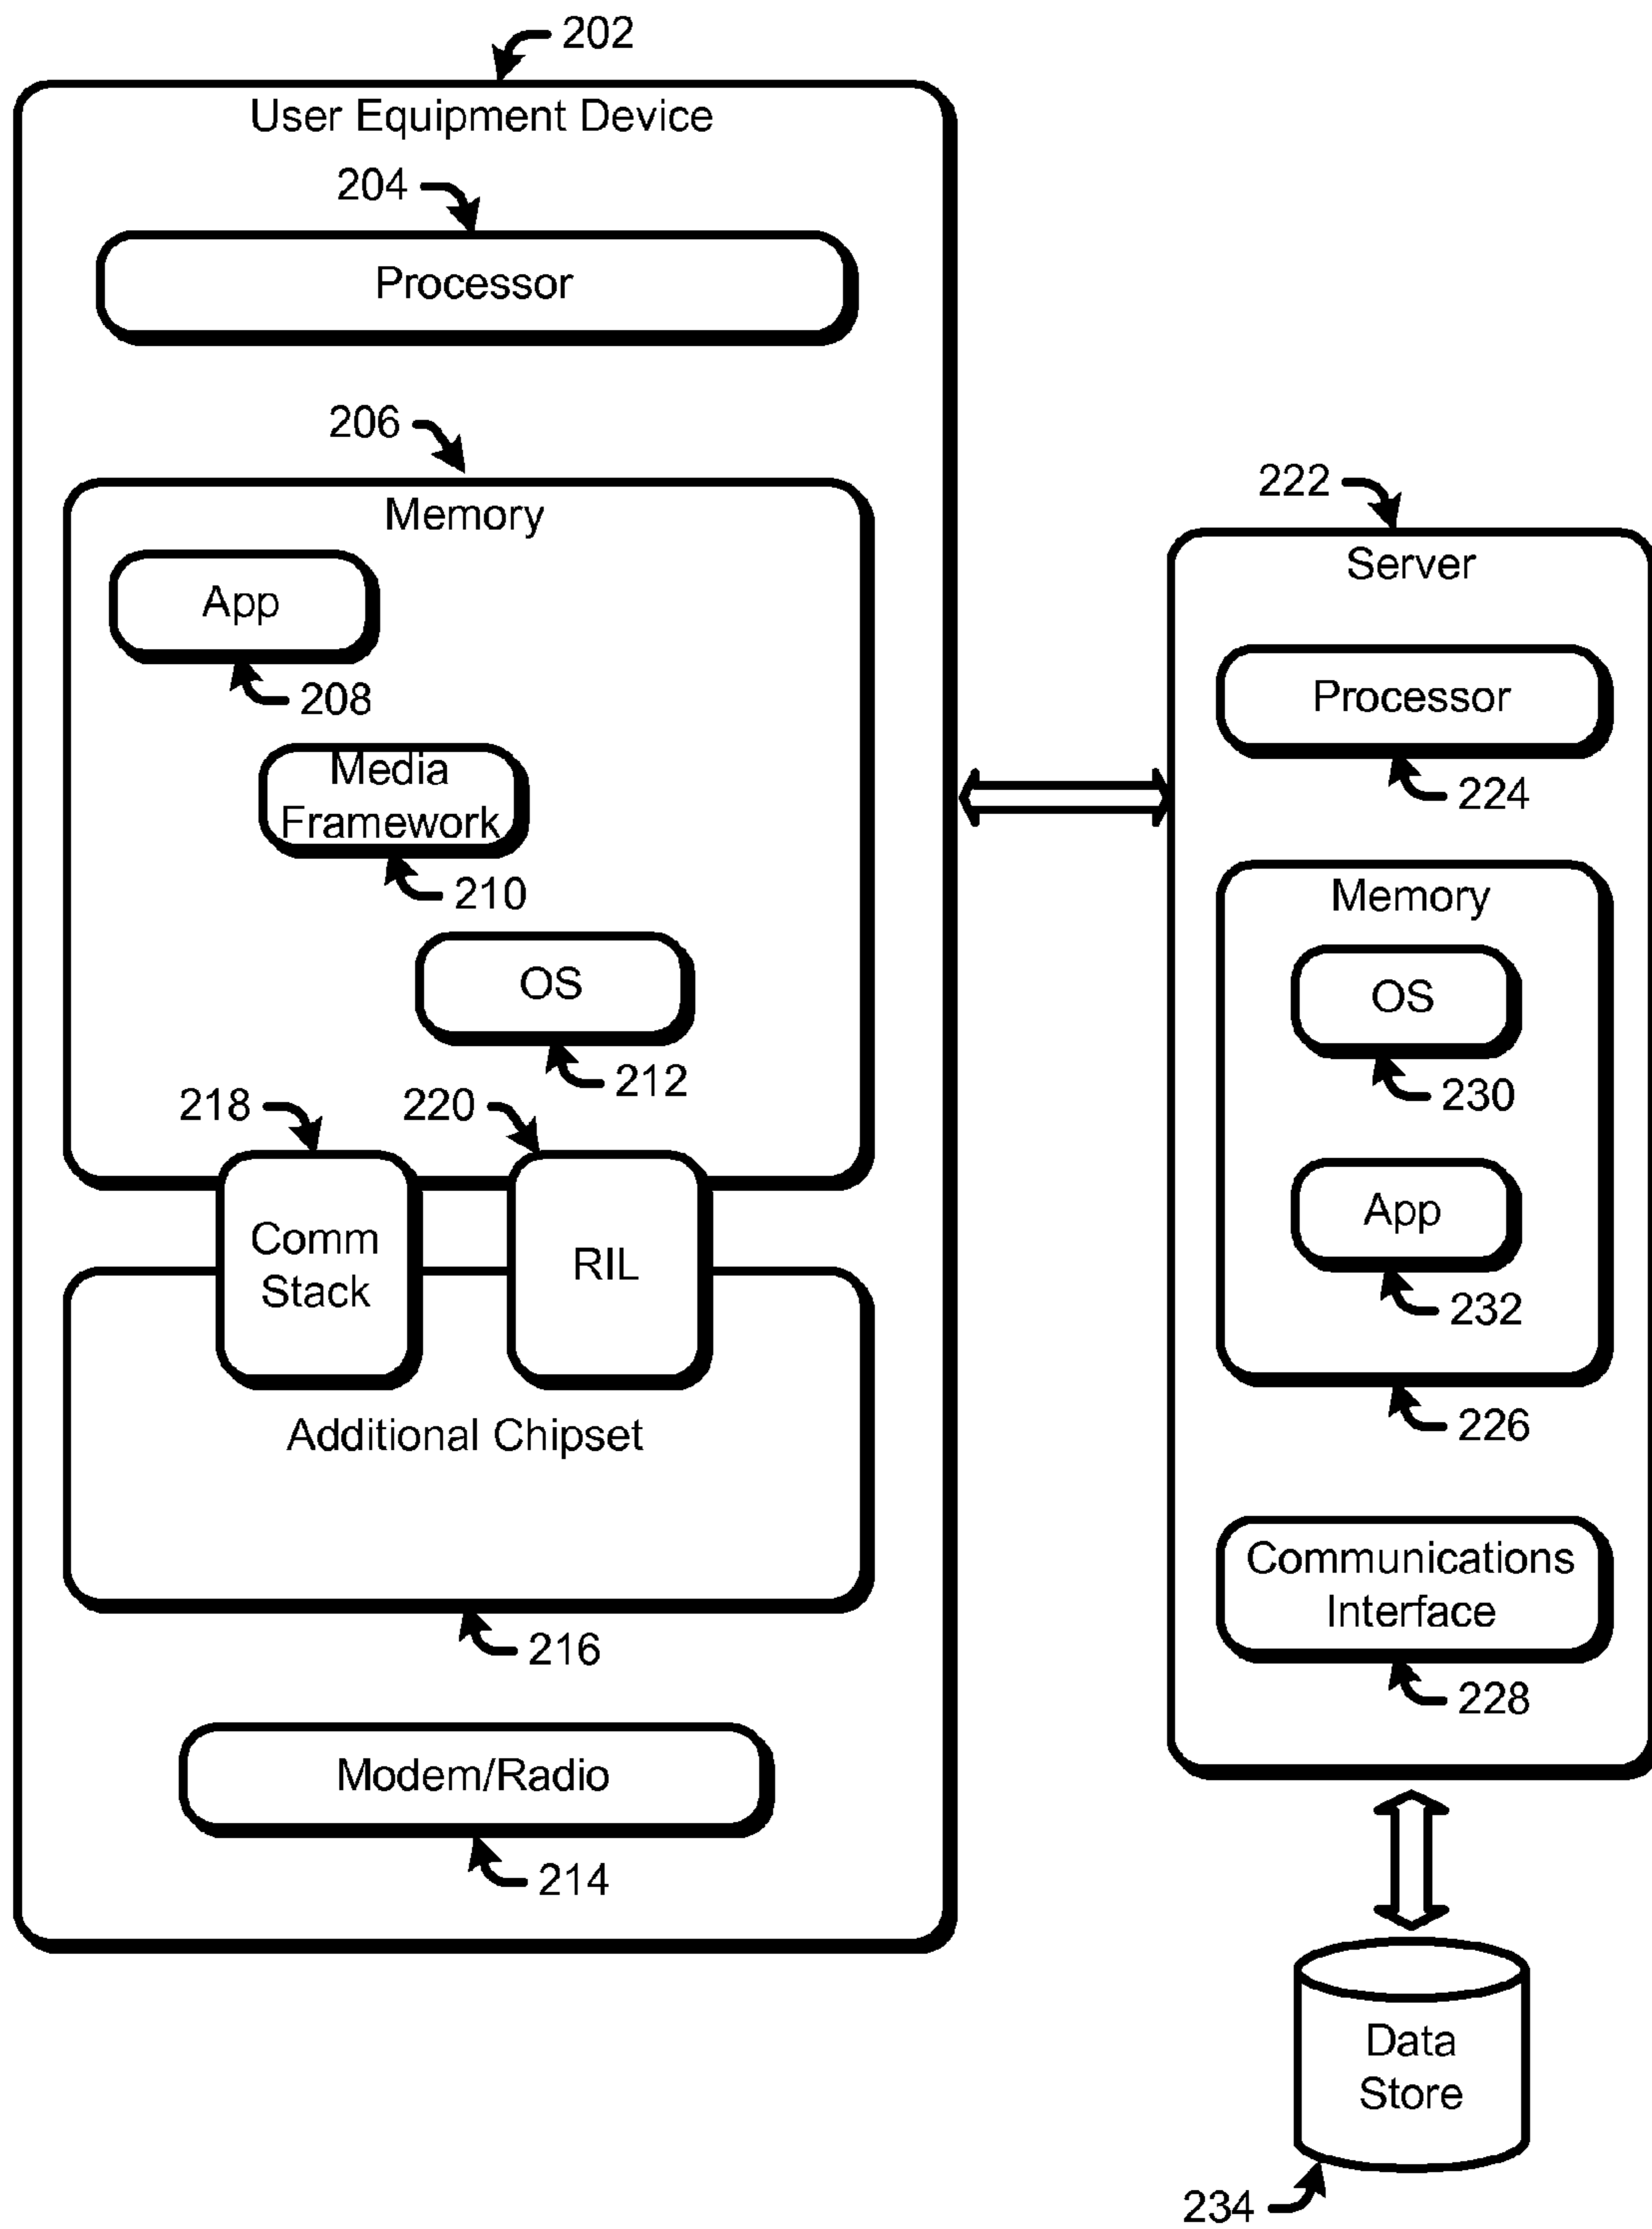 202
User Equipment Device
204
Processor
206
Memory
App
208
Media
Framework
210
OS
212
218
220
Comm
Stack
RIL
Additional Chipset
216
Modem/Radio
214
222
Server
Processor
224
Memory
OS
230
App
232
226
Communications
Interface
228
Data
Store
234